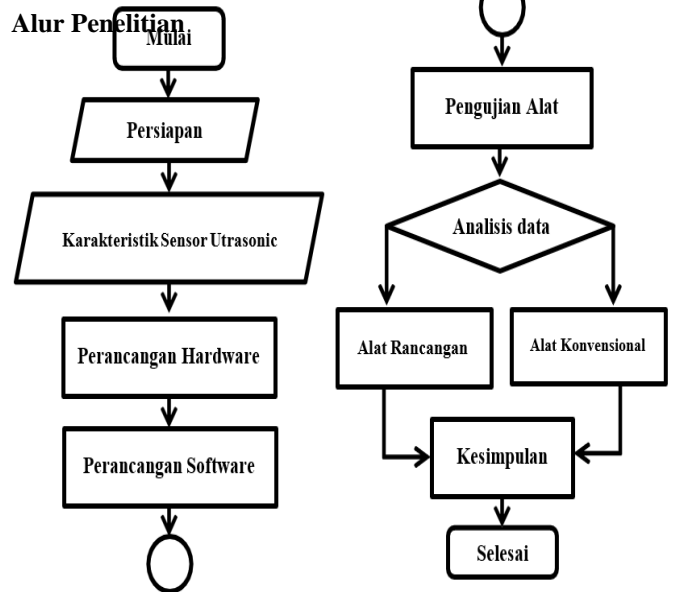 Alur Penelitian
Mulai
Persiapan
Karakteristik Sensor Utrasonic
Perancangan Hardware
Perancangan Software
Pengujian Alat
Analisis data
Alat Rancangan
Alat Konvensional
Kesimpulan
Selesai